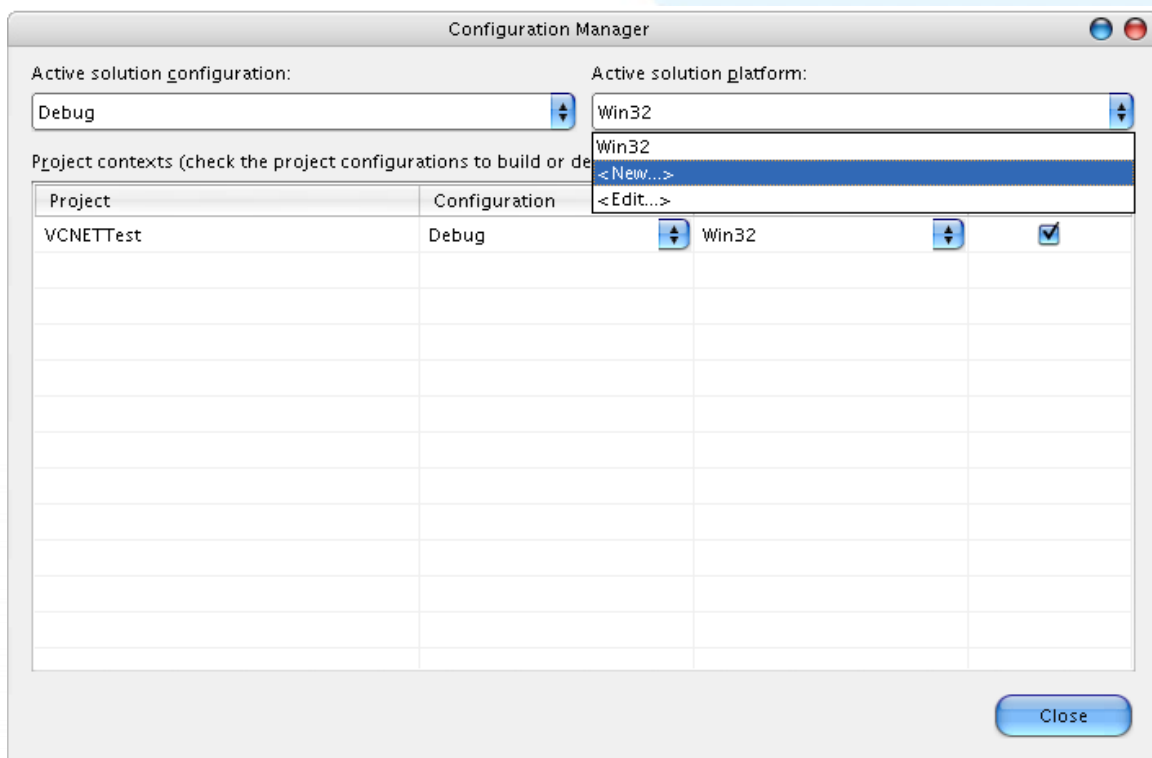 Configuration Manager
Active solution configuration:
Active solution platform:
Debug
Win32
Win32
<New...>
<Edit...>
Project contexts (check the project configurations to build or de
Project
Configuration
VCNETTest
Debug
Win32
Close